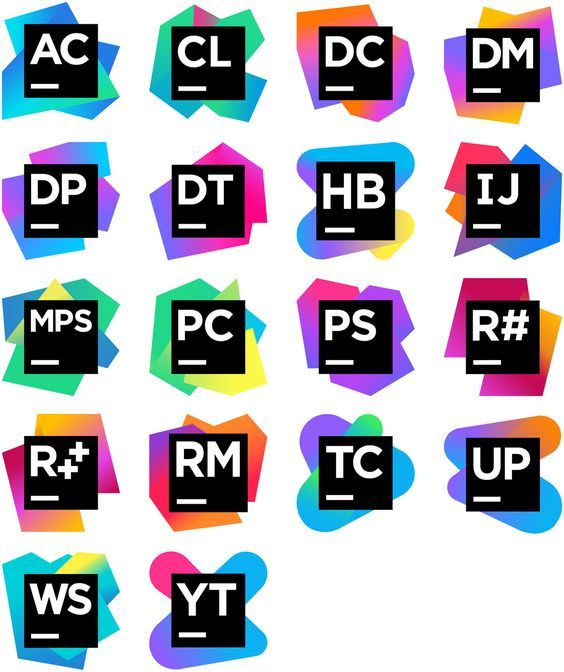 AC CL DC DM
DP DT HB IJ
MPS PC PS R#
R++ RM TC UP
WS YT